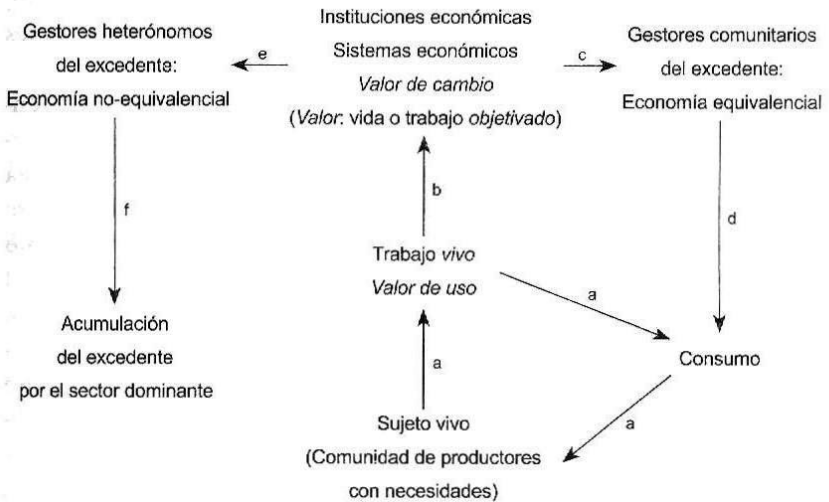 Gestores heterónomos
del excedente:
Economía no-equivalencial
e
Instituciones económicas
Sistemas económicos
Valor de cambio
(Valor: vida o trabajo objetivado)
c
Gestores comunitarios
del excedente:
Economía equivalencial
f
b
d
Trabajo vivo
Valor de uso
a
Acumulación
del excedente
por el sector dominante
a
Consumo
Sujeto vivo
(Comunidad de productores
con necesidades)
a